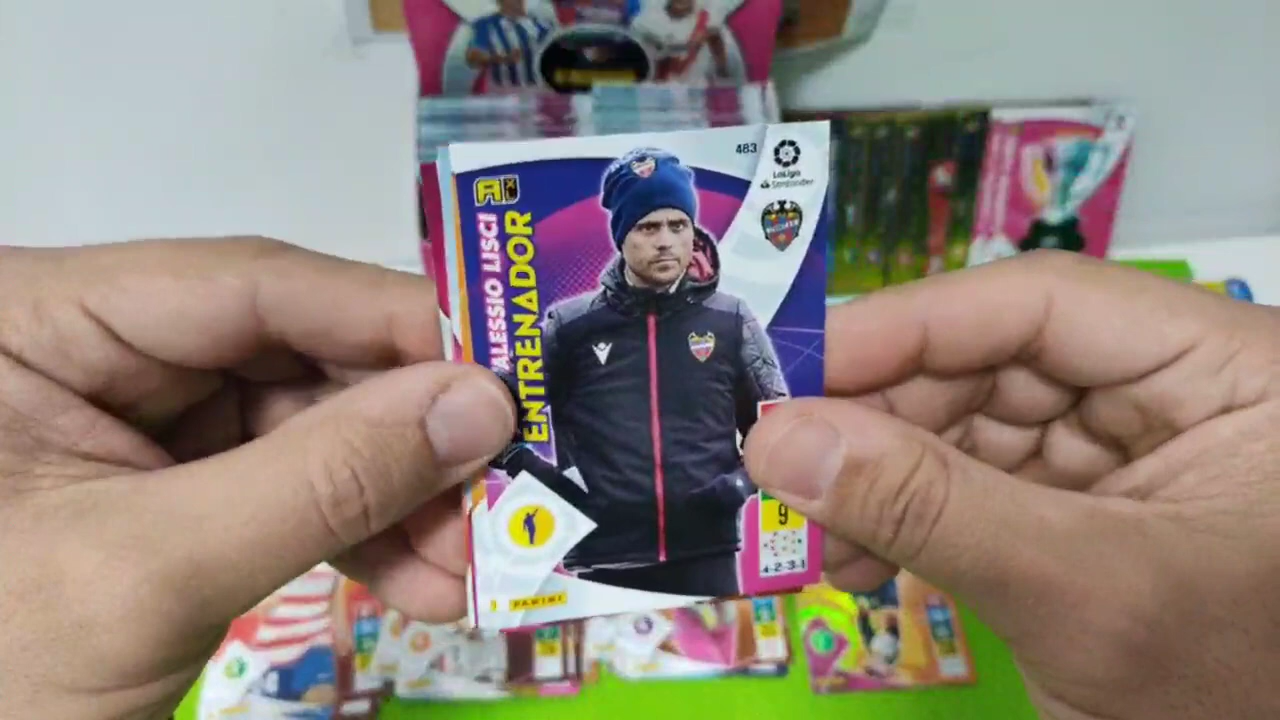 483
LaLiga
Santander
ALESSIO LISCI
ENTRENADOR
9
4-2-3-1
PANINI